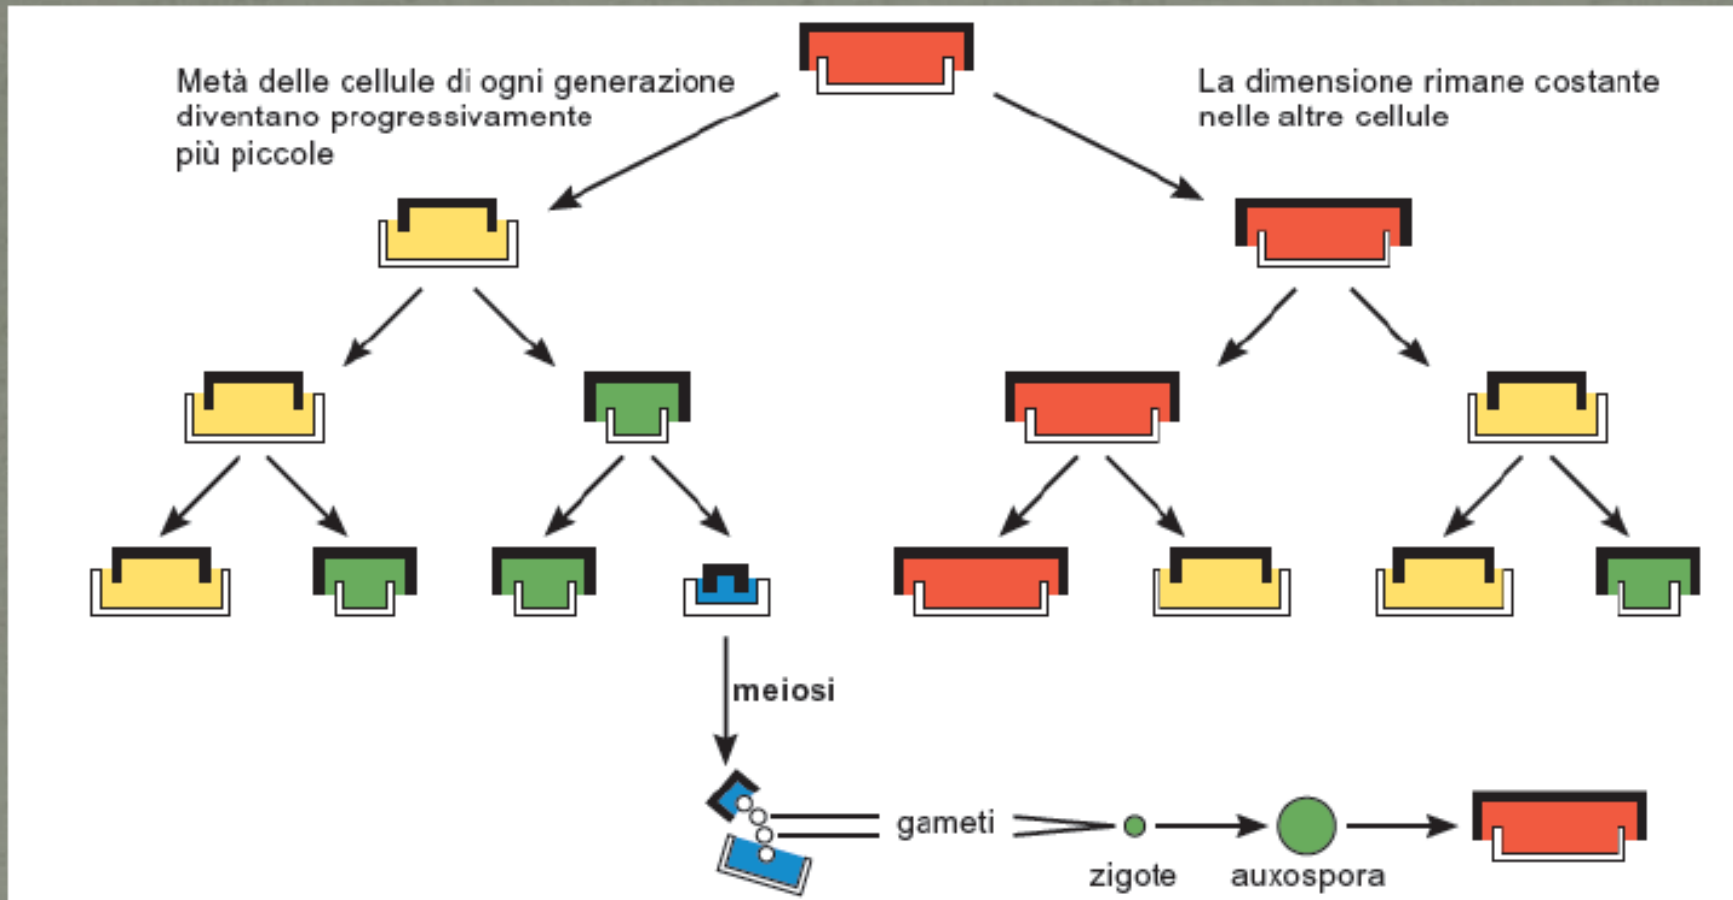 Metà delle cellule di ogni generazione
diventano progressivamente
più piccole
La dimensione rimane costante
nelle altre cellule
meiosi
gameti
zigote
auxospora